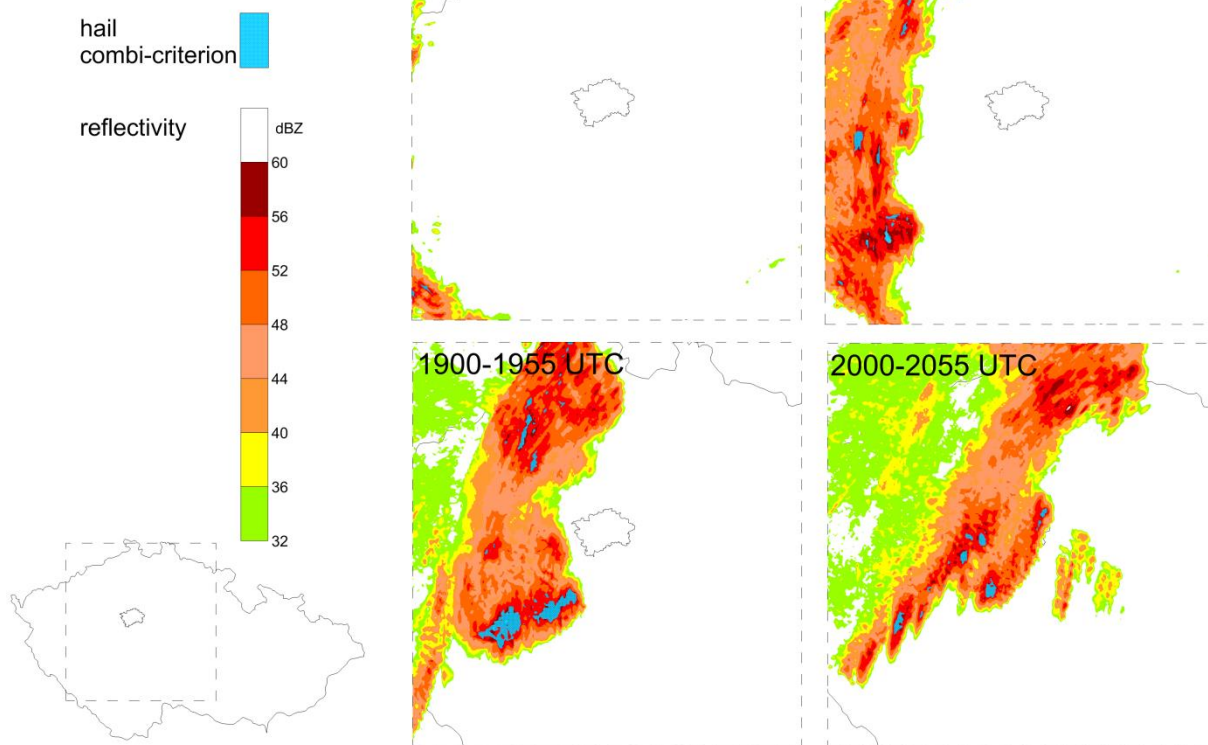 hail
combi-criterion
reflectivity
dBZ
60
56
52
48
44
40
36
32
1900-1955 UTC
2000-2055 UTC